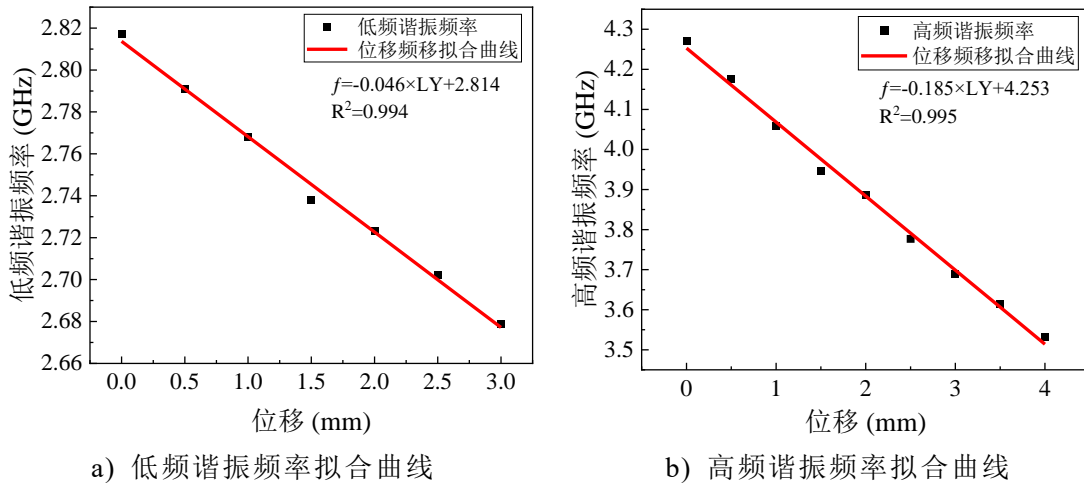 低频谐振频率 (GHz)
2.82
2.80
2.78
2.76
2.74
2.72
2.70
2.68
2.66
低频谐振频率
位移频移拟合曲线
f=-0.046×LY+2.814
R²=0.994
0.0 0.5 1.0 1.5 2.0 2.5 3.0
位移 (mm)
a) 低频谐振频率拟合曲线
高频谐振频率 (GHz)
4.3
4.2
4.1
4.0
3.9
3.8
3.7
3.6
3.5
高频谐振频率
位移频移拟合曲线
f=-0.185×LY+4.253
R²=0.995
0 1 2 3 4
位移 (mm)
b) 高频谐振频率拟合曲线